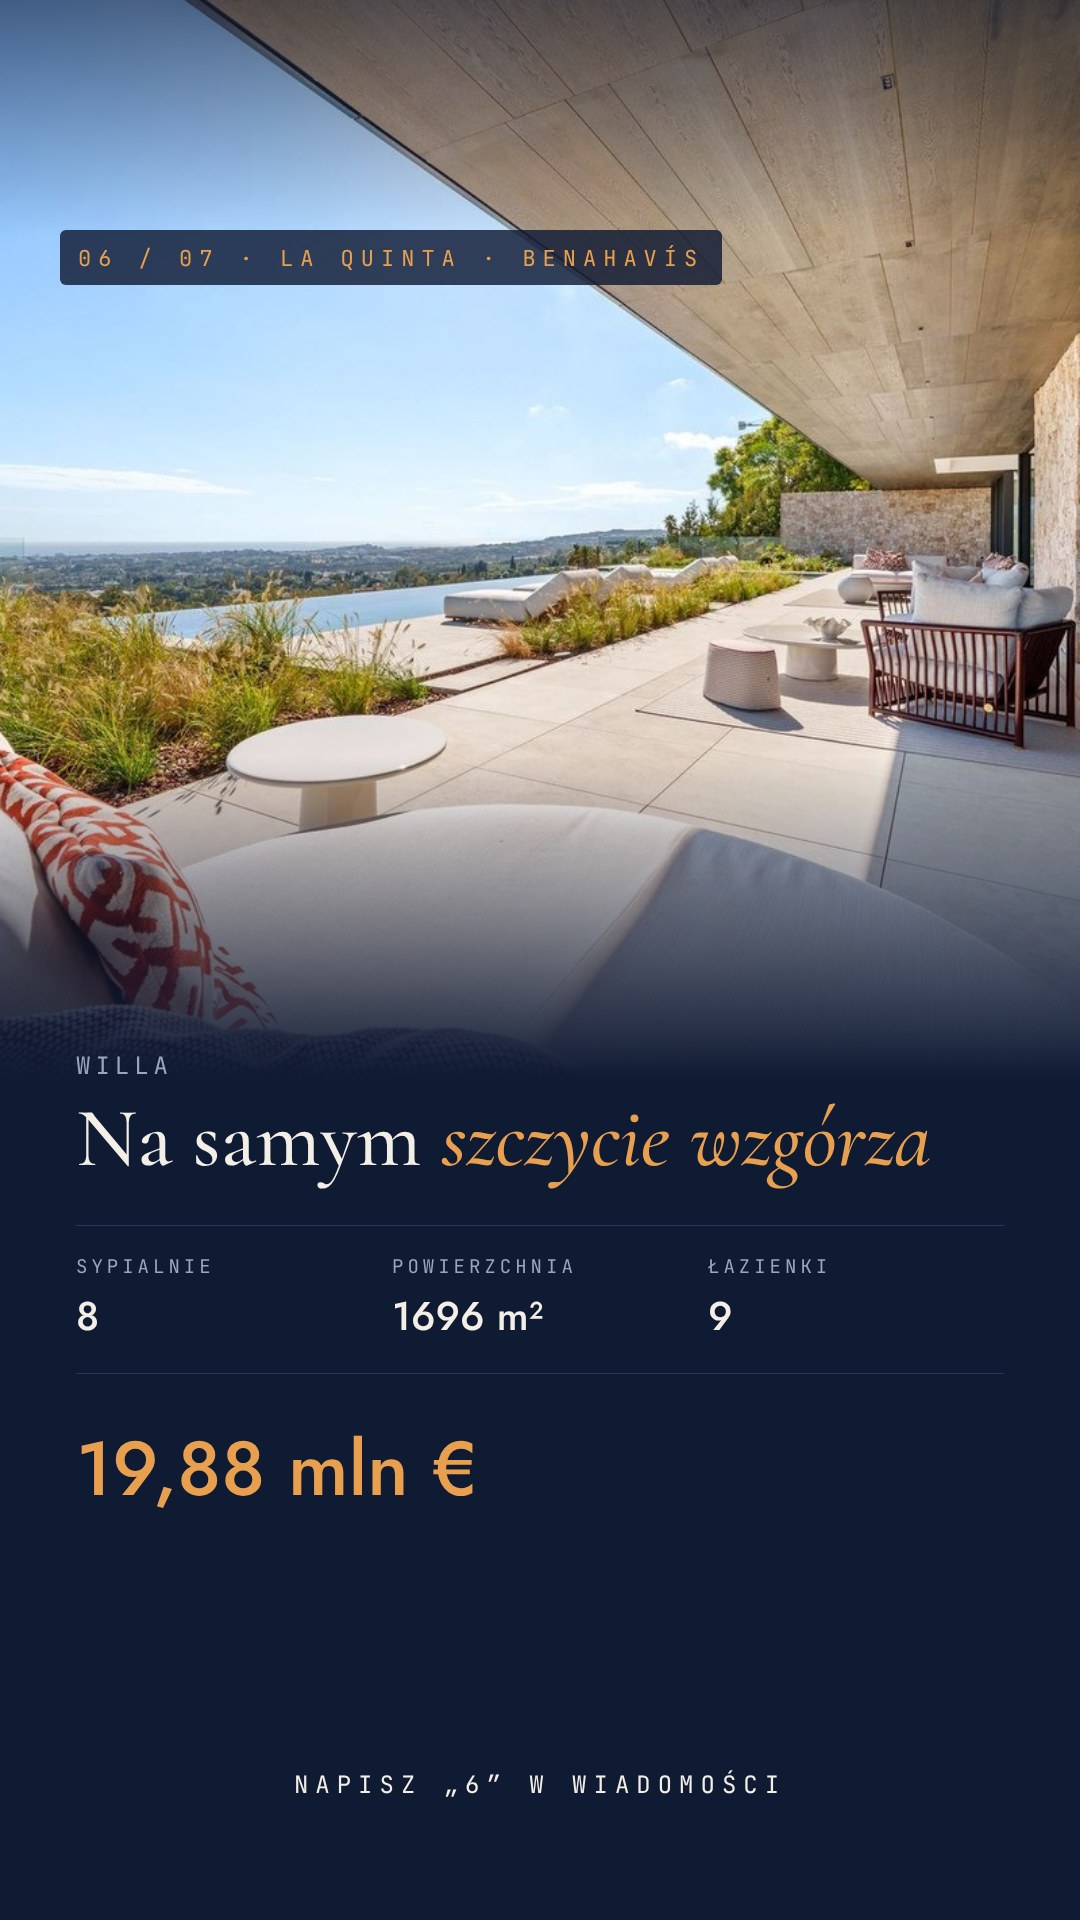 06 / 07 · LA QUINTA · BENAHAVÍS
WILLA
Na samym szczycie wzgórza
SYPIALNIE POWIERZCHNIA ŁAZIENKI
8 1696 m² 9
19,88 mln €
NAPISZ „6” W WIADOMOŚCI